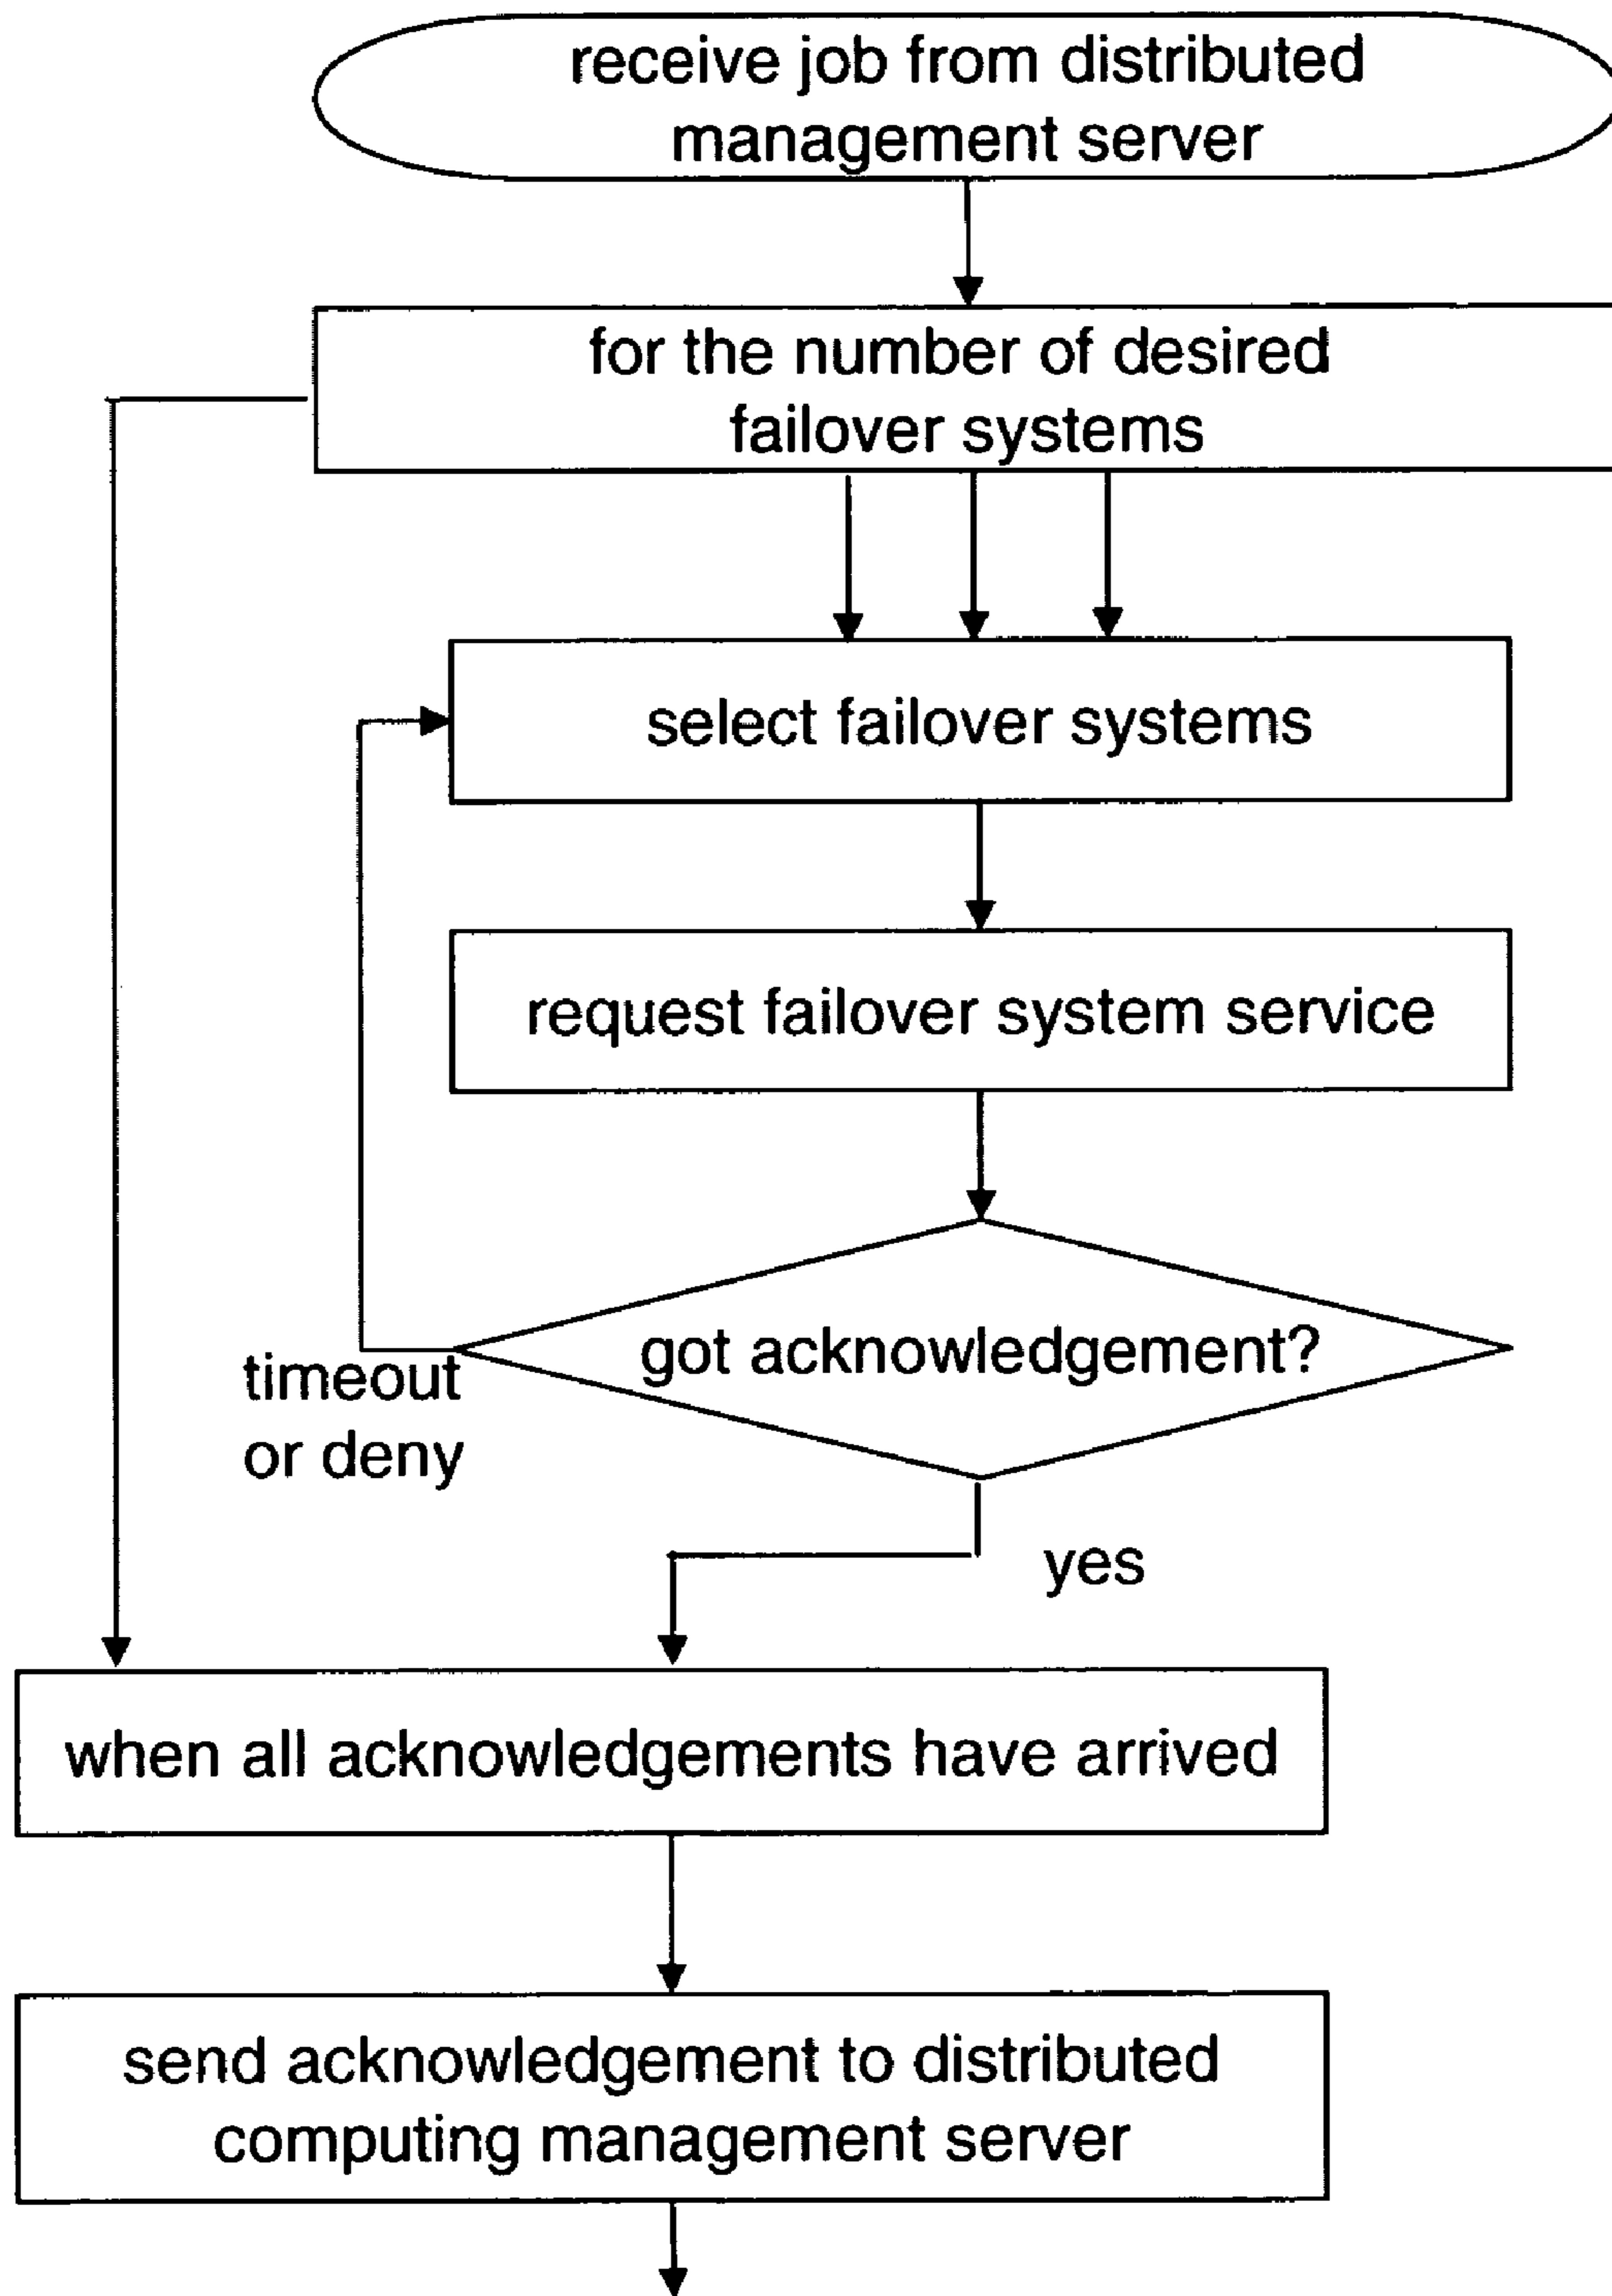 receive job from distributed
management server
for the number of desired
failover systems
select failover systems
request failover system service
got acknowledgement?
timeout
or deny
yes
when all acknowledgements have arrived
send acknowledgement to distributed
computing management server